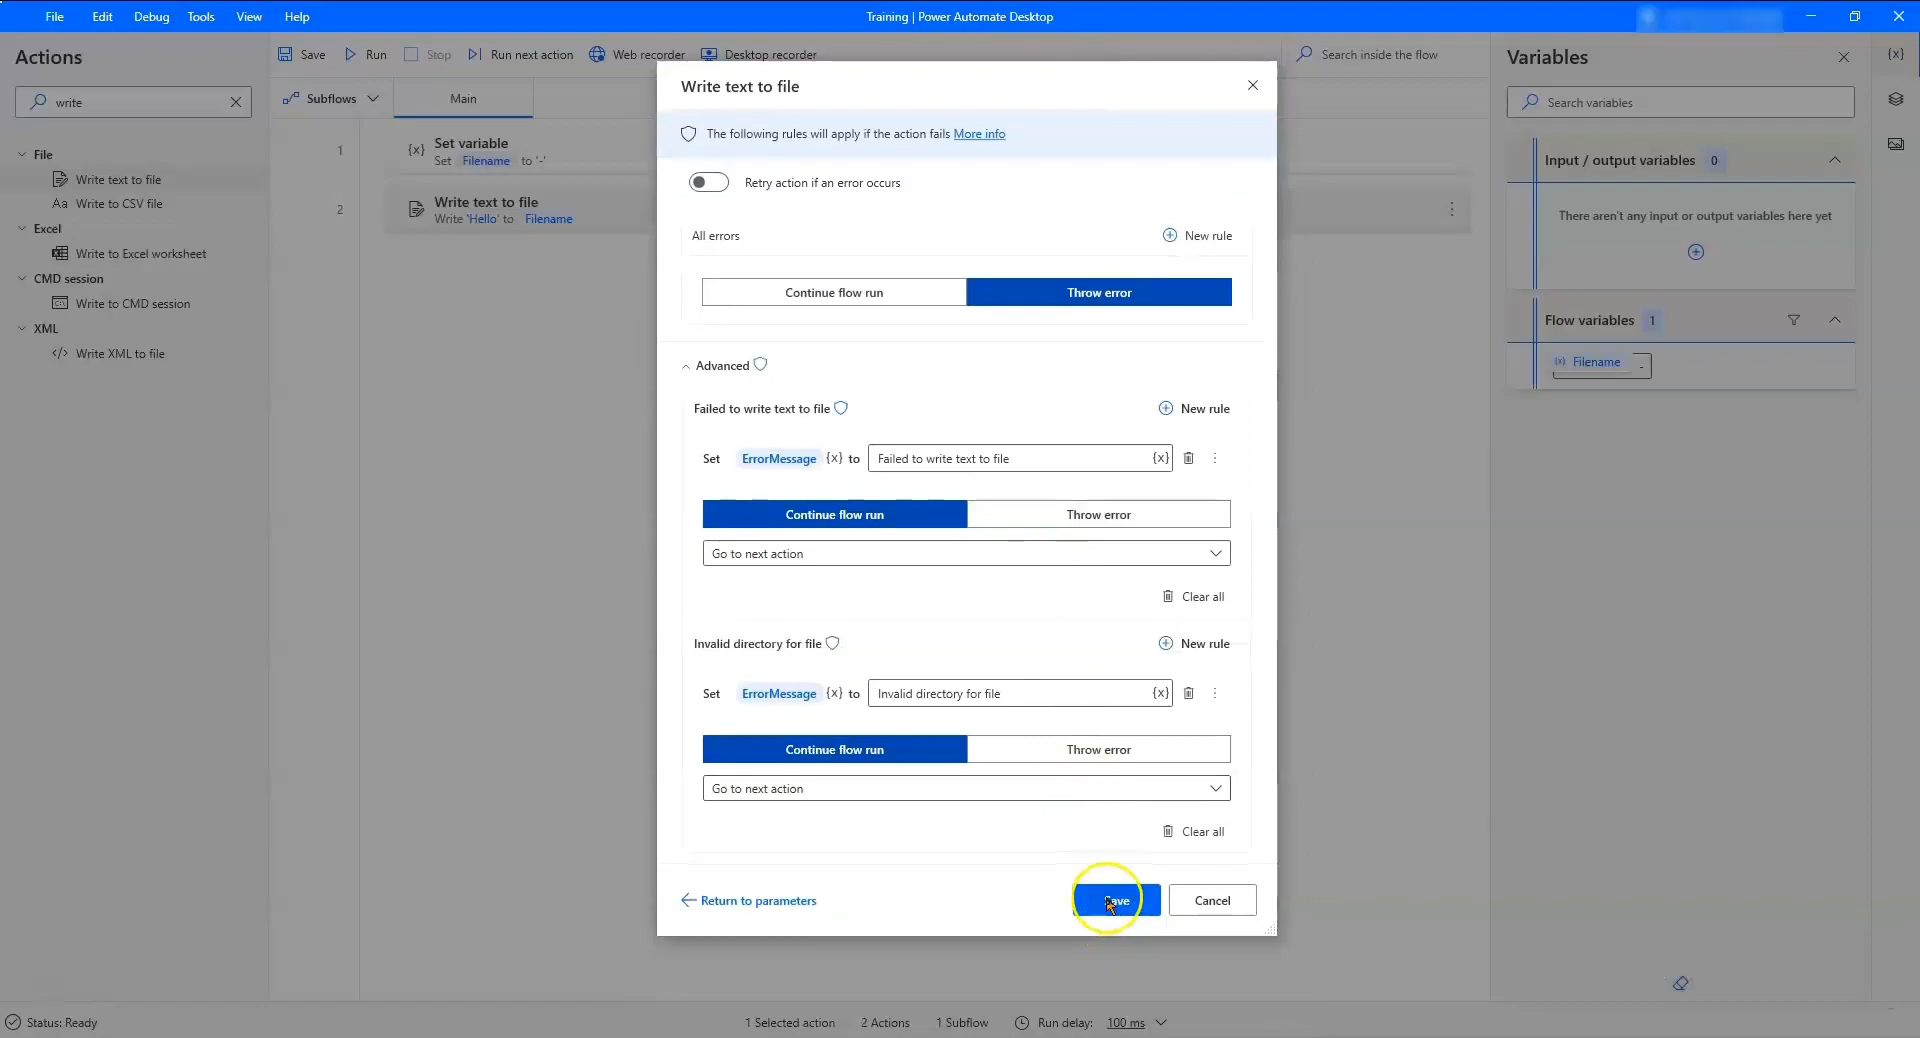 File Edit Debug Tools View Help
Training | Power Automate Desktop
Actions
Save Run Stop Run next action Web recorder Desktop recorder
Search inside the flow
Variables
{x}
write
Subflows
Main
Search variables
File
Write text to file
Aa Write to CSV file
Excel
Write to Excel worksheet
CMD session
Write to CMD session
XML
</> Write XML to file
1
{x} Set variable
Set Filename to '-'
2
Write text to file
Write 'Hello' to Filename
Write text to file
The following rules will apply if the action fails More info
Retry action if an error occurs
All errors
New rule
Continue flow run
Throw error
Advanced
Failed to write text to file
New rule
Set ErrorMessage {x} to Failed to write text to file {x}
Continue flow run
Throw error
Go to next action
Clear all
Invalid directory for file
New rule
Set ErrorMessage {x} to Invalid directory for file {x}
Continue flow run
Throw error
Go to next action
Clear all
Return to parameters
Cancel
Input / output variables 0
There aren't any input or output variables here yet
Flow variables 1
{x} Filename -
Status: Ready
1 Selected action
2 Actions
1 Subflow
Run delay: 100 ms